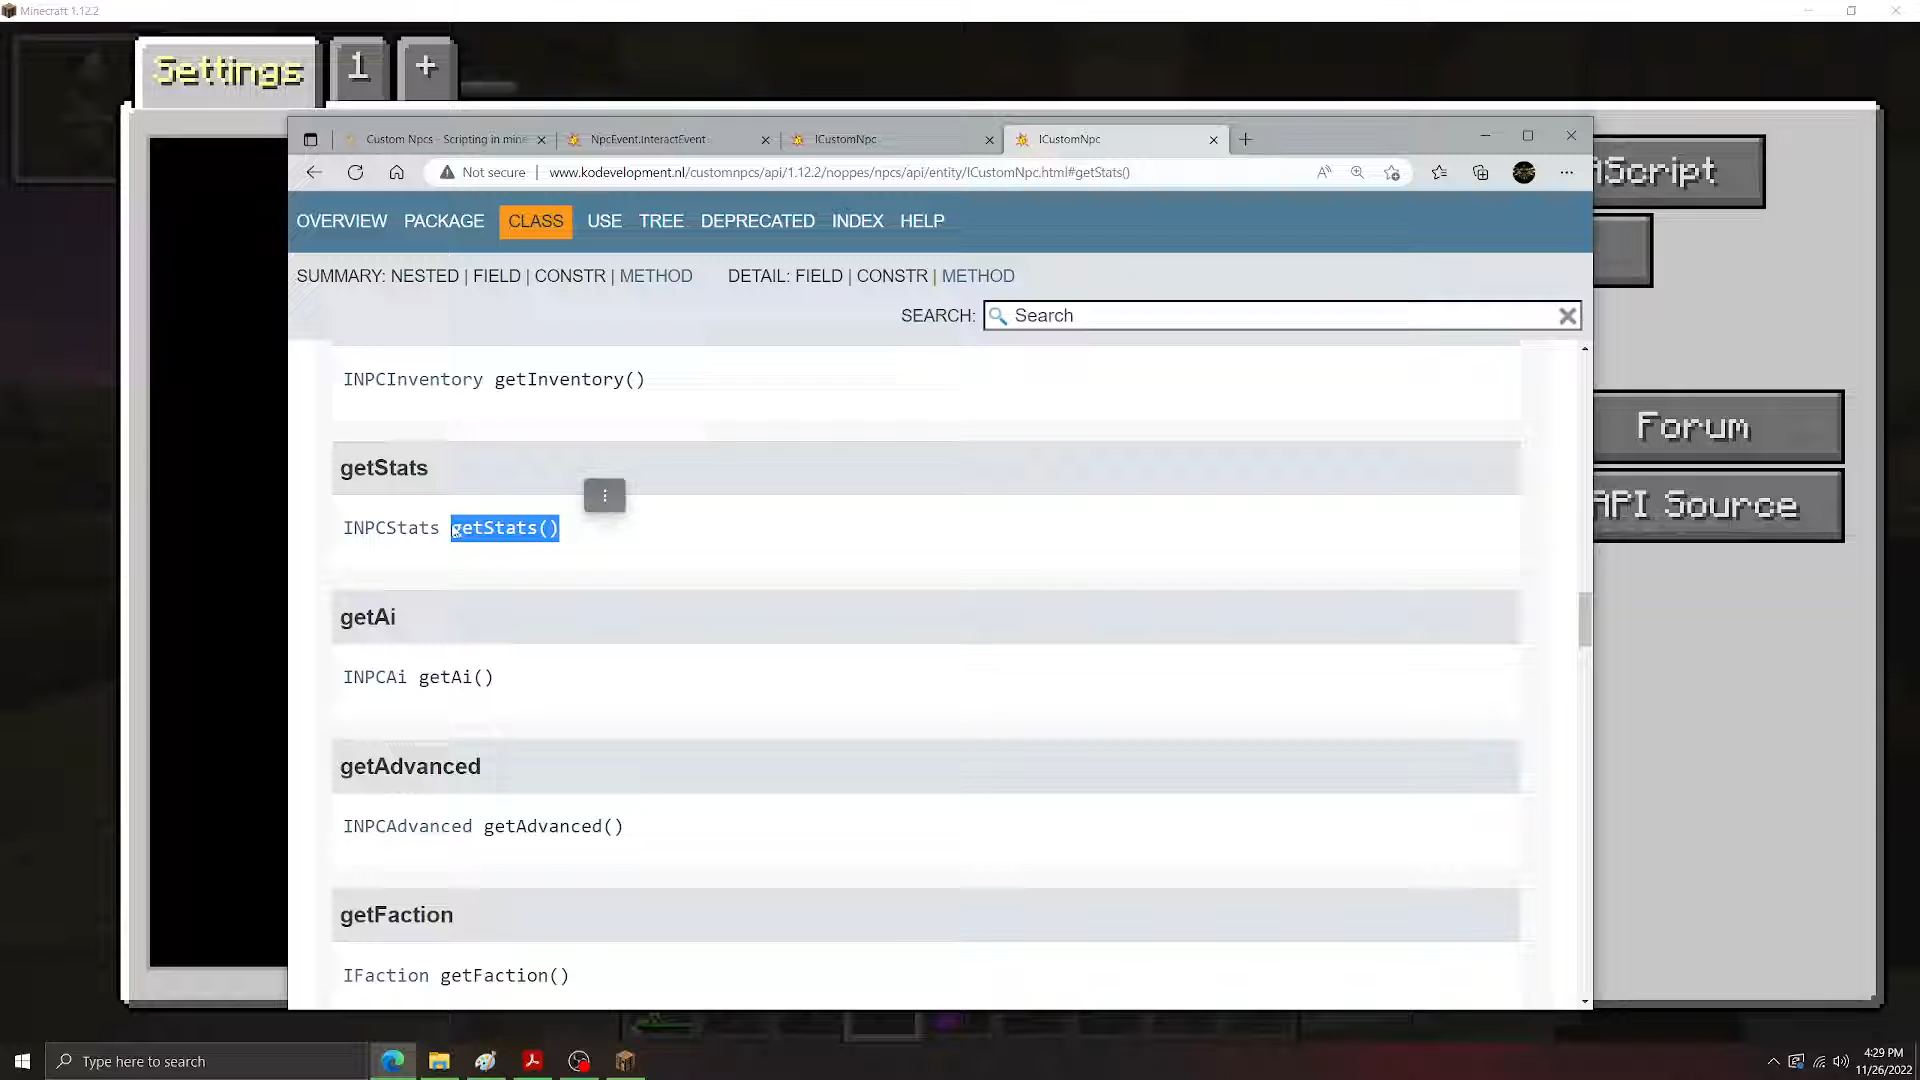 Minecraft 1.12.2
Settings
1
+
Custom Npcs - Scripting in mine
NpcEvent.InteractEvent
ICustomNpc
ICustomNpc
Not secure
www.kodevelopment.nl/customnpcs/api/1.12.2/noppes/npcs/api/entity/ICustomNpc.html#getStats()
OVERVIEW PACKAGE CLASS USE TREE DEPRECATED INDEX HELP
SUMMARY: NESTED | FIELD | CONSTR | METHOD DETAIL: FIELD | CONSTR | METHOD
SEARCH: Search
INPCInventory getInventory()
getStats
INPCStats getStats()
getAi
INPCAi getAi()
getAdvanced
INPCAdvanced getAdvanced()
getFaction
IFaction getFaction()
Script
Forum
API Source
Type here to search
4:29 PM
11/26/2022